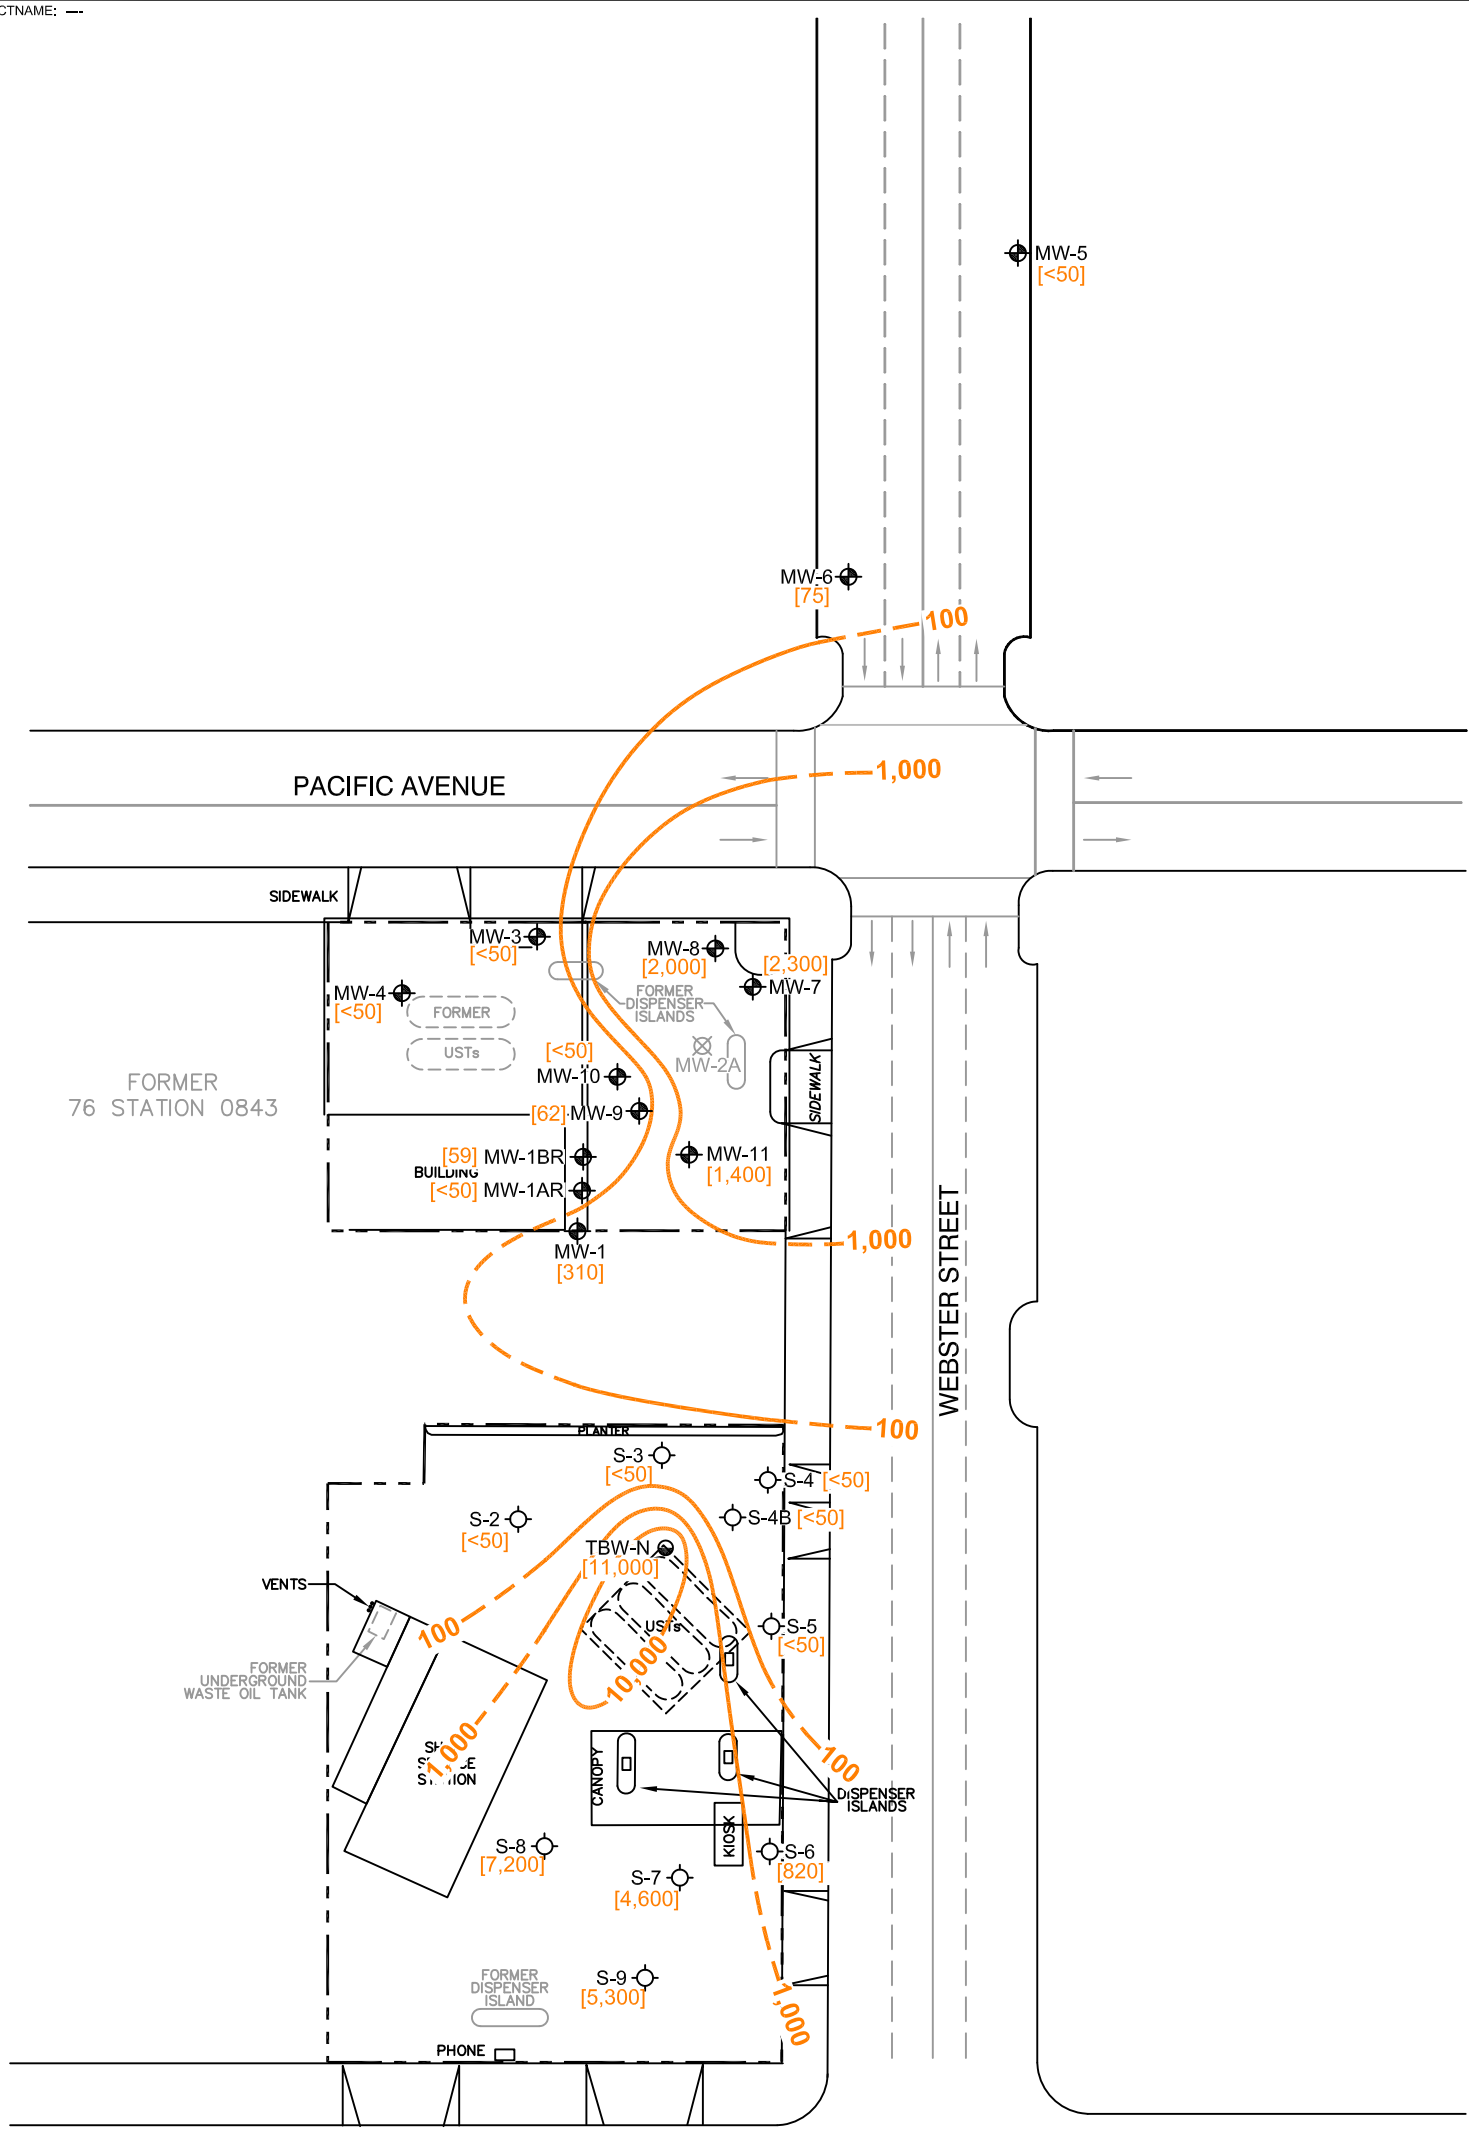 CTNAME: ---
MW-5
[<50]
MW-6
[75]
100
1,000
PACIFIC AVENUE
SIDEWALK
MW-3
[<50]
MW-8
[2,000]
[2,300]
MW-7
MW-4
[<50]
FORMER
USTs
FORMER
DISPENSER
ISLANDS
MW-2A
[<50]
MW-10
[62] MW-9
SIDEWALK
FORMER
76 STATION 0843
[59] MW-1BR
BUILDING
[<50] MW-1AR
MW-11
[1,400]
MW-1
[310]
1,000
WEBSTER STREET
100
PLANTER
S-3
[<50]
S-4 [<50]
S-2
[<50]
S-4B [<50]
TBW-N
[11,000]
VENTS
USTs
S-5
[<50]
100
10,000
FORMER
UNDERGROUND
WASTE OIL TANK
1,000
STATION
CANOPY
100
DISPENSER
ISLANDS
KIOSK
S-8
[7,200]
S-7
[4,600]
S-6
[820]
FORMER
DISPENSER
ISLAND
S-9
[5,300]
1,000
PHONE